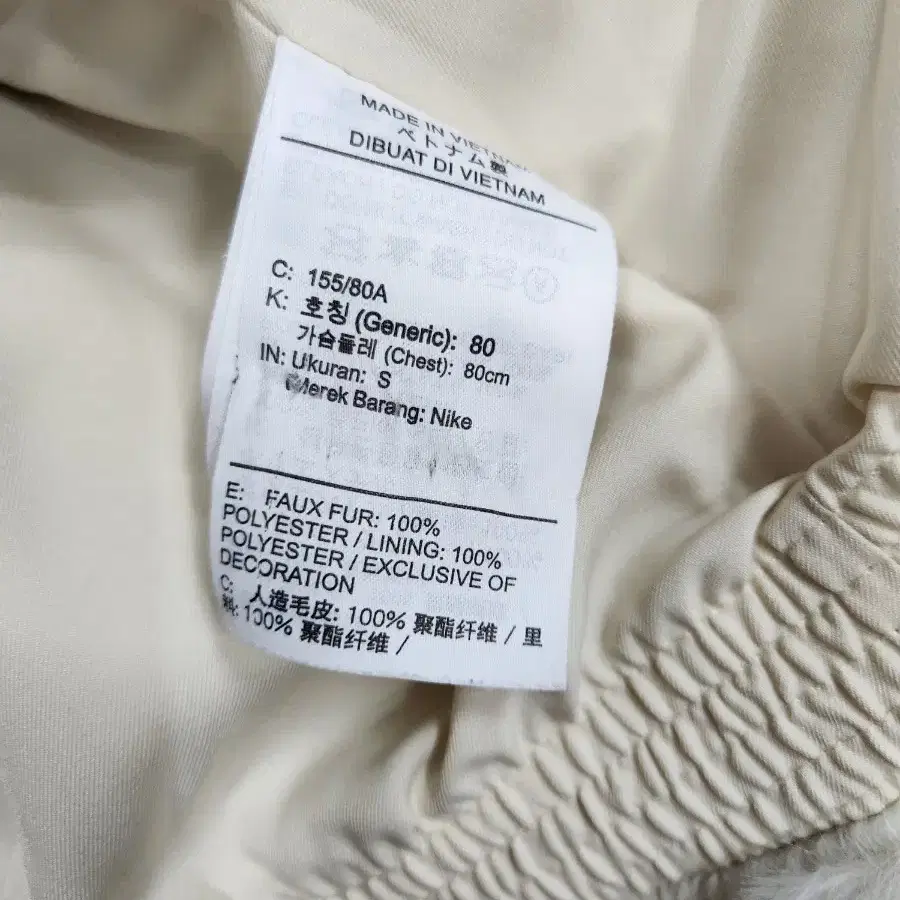 MADE IN VIETNAM
ベトナム製
DIBUAT DI VIETNAM
C: 155/80A
K: 호칭 (Generic): 80
가슴둘레 (Chest): 80cm
IN: Ukuran: S
Merek Barang: Nike
E: FAUX FUR: 100%
POLYESTER / LINING: 100%
POLYESTER / EXCLUSIVE OF
DECORATION
C: 人造毛皮: 100% 聚酯纤维 / 里
料: 100% 聚酯纤维 /